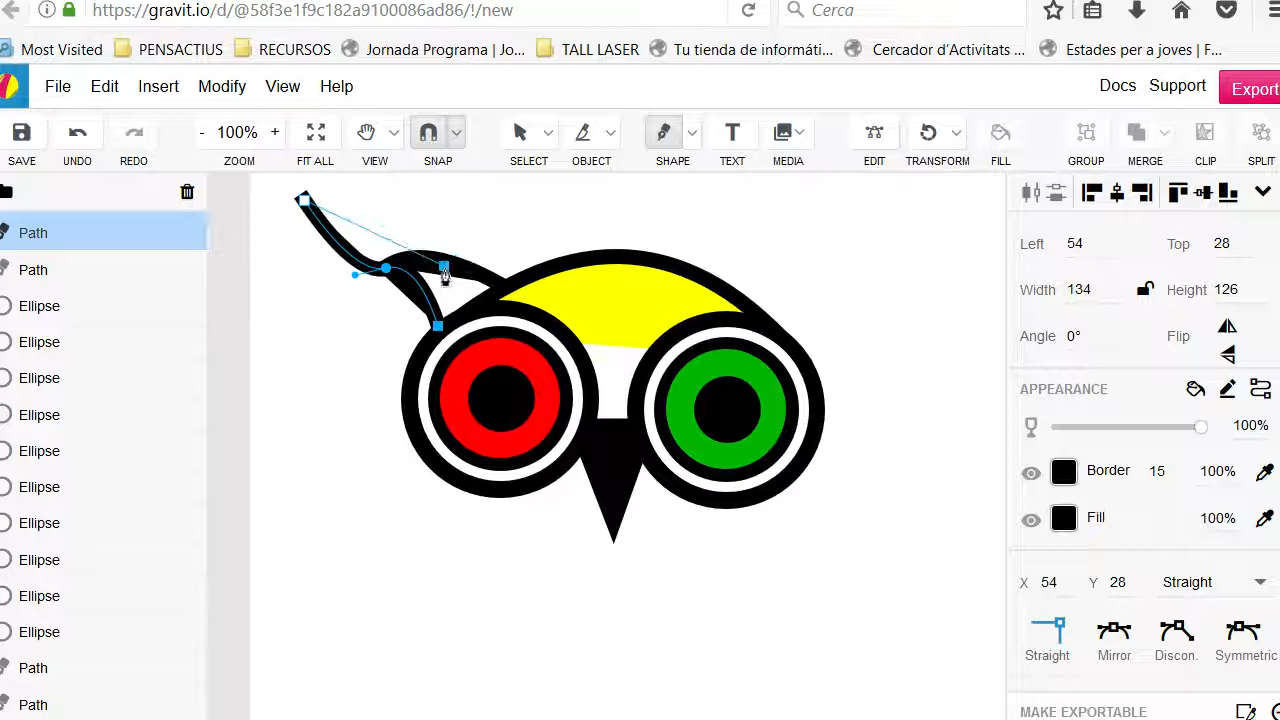 https://gravit.io/d/@58f3e1f9c182a9100086ad86/!/new
Cerca
Most Visited PENSACTIUS RECURSOS Jornada Programa | Jo... TALL LASER Tu tienda de informáti... Cercador d'Activitats ... Estades per a joves | F...
File Edit Insert Modify View Help Docs Support Export
- 100% +
SAVE UNDO REDO ZOOM FIT ALL VIEW SNAP SELECT OBJECT SHAPE TEXT MEDIA EDIT TRANSFORM FILL GROUP MERGE CLIP SPLIT
Path
Path
Ellipse
Ellipse
Ellipse
Ellipse
Ellipse
Ellipse
Ellipse
Ellipse
Ellipse
Ellipse
Path
Path
Left 54 Top 28
Width 134 Height 126
Angle 0° Flip
APPEARANCE
100%
Border 15 100%
Fill 100%
X 54 Y 28 Straight
Straight Mirror Discon. Symmetric
MAKE EXPORTABLE